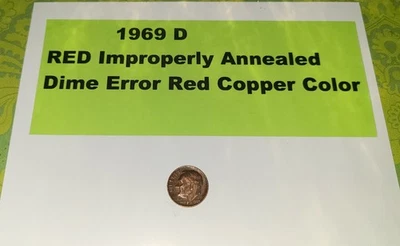 1969 D
RED Improperly Annealed
Dime Error Red Copper Color